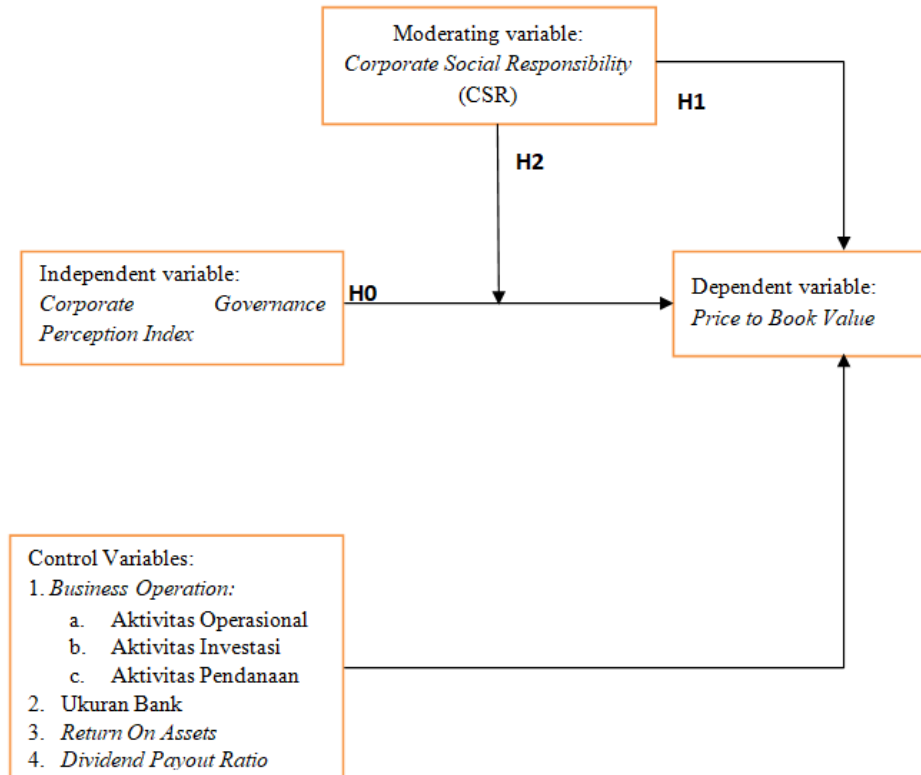 Moderating variable:
Corporate Social Responsibility
(CSR)
H1
H2
Independent variable:
Corporate Governance
Perception Index
H0
Dependent variable:
Price to Book Value
Control Variables:
1. Business Operation:
a. Aktivitas Operasional
b. Aktivitas Investasi
c. Aktivitas Pendanaan
2. Ukuran Bank
3. Return On Assets
4. Dividend Payout Ratio